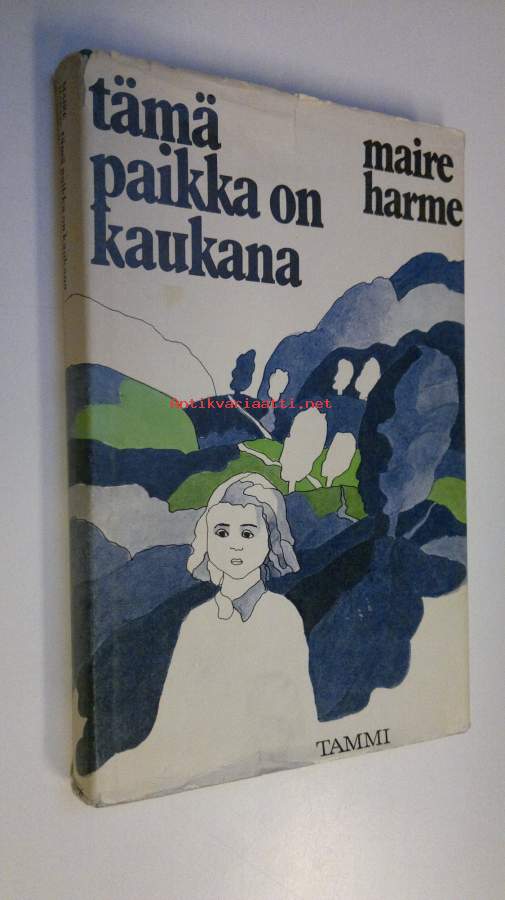 tämä
paikka on
kaukana
maire
harme
antikvariaatti.net
TAMMI